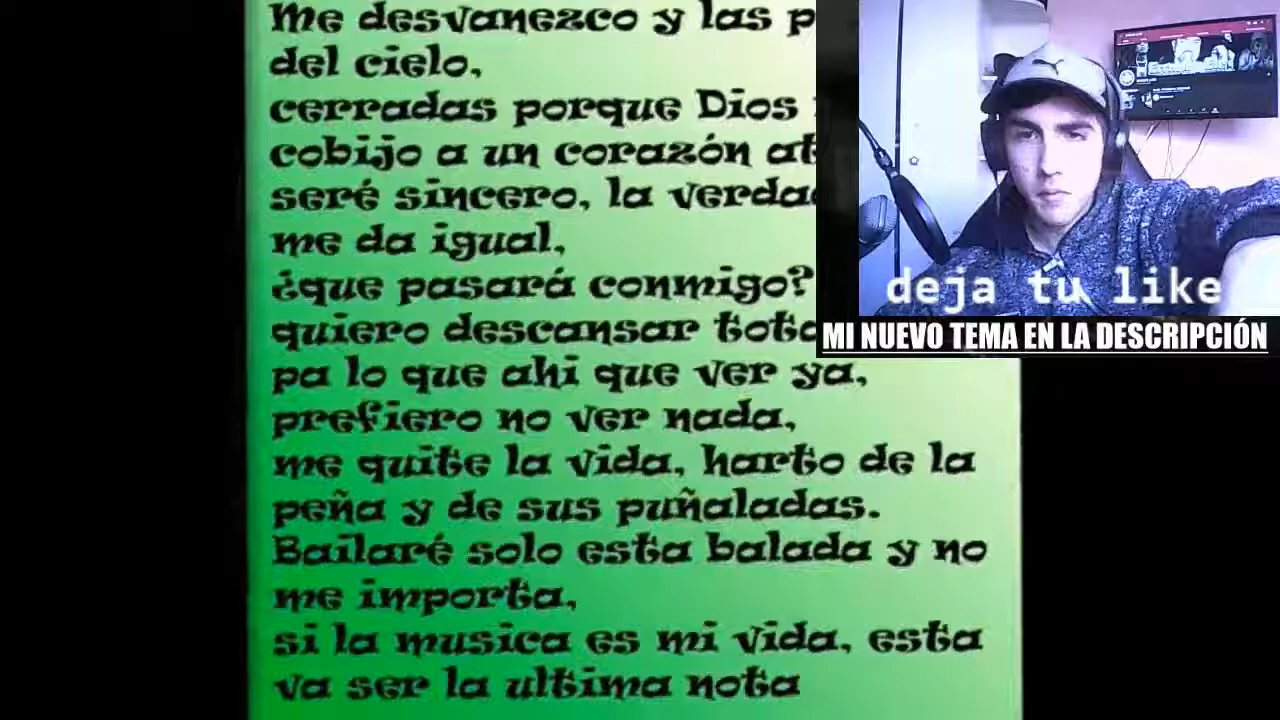 Me desvanezco y las
del cielo,
cerradas porque Dios
cobijo a un corazón
seré sincero, la
me da igual,
¿que pasará conmigo?
quiero descansar
pa lo que ahi que ver ya,
prefiero no ver nada,
me quite la vida, harto de la
peña y de sus puñaladas.
Bailaré solo esta balada y no
me importa,
si la musica es mi vida, esta
va ser la ultima nota
deja tu like
MI NUEVO TEMA EN LA DESCRIPCIÓN